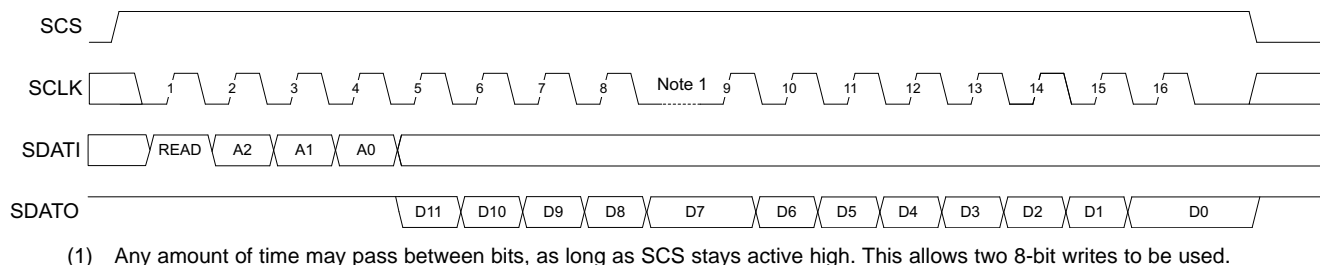 SCS
SCLK 1 2 3 4 5 6 7 8 Note 1 9 10 11 12 13 14 15 16
SDATI READ A2 A1 A0
SDATO D11 D10 D9 D8 D7 D6 D5 D4 D3 D2 D1 D0
(1) Any amount of time may pass between bits, as long as SCS stays active high. This allows two 8-bit writes to be used.